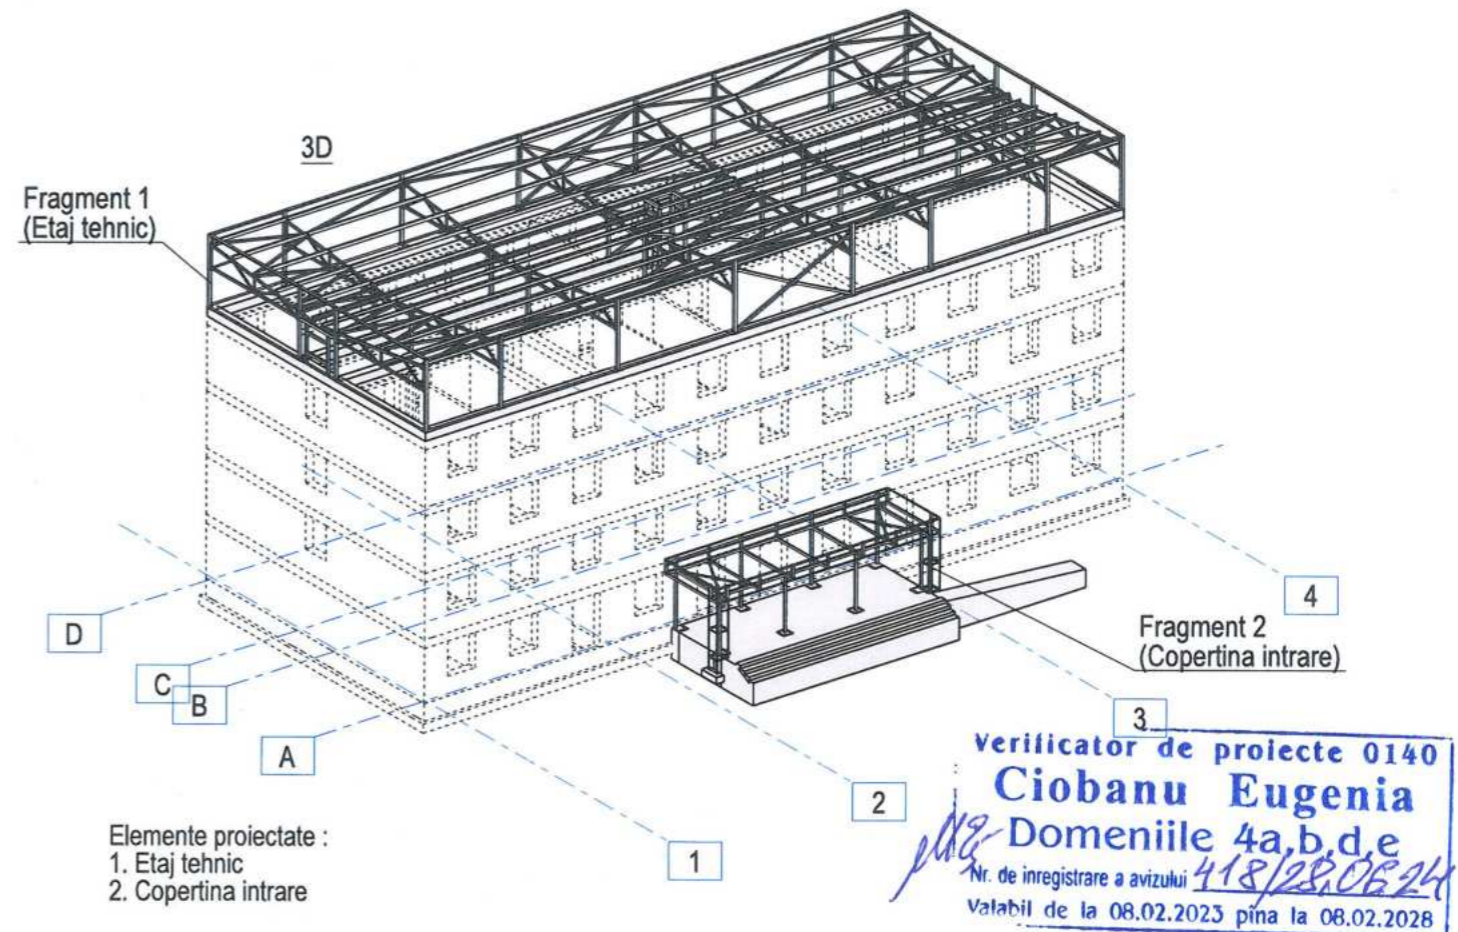 3D
Fragment 1
(Etaj tehnic)
D
C
B
A
4
Fragment 2
(Copertina intrare)
3
2
1
Elemente proiectate :
1. Etaj tehnic
2. Copertina intrare
Verificator de proiecte 0140
Ciobanu Eugenia
Domeniile 4a,b,d,e
Nr. de inregistrare a avizului 418/28.06.24
Valabil de la 08.02.2023 pîna la 08.02.2028